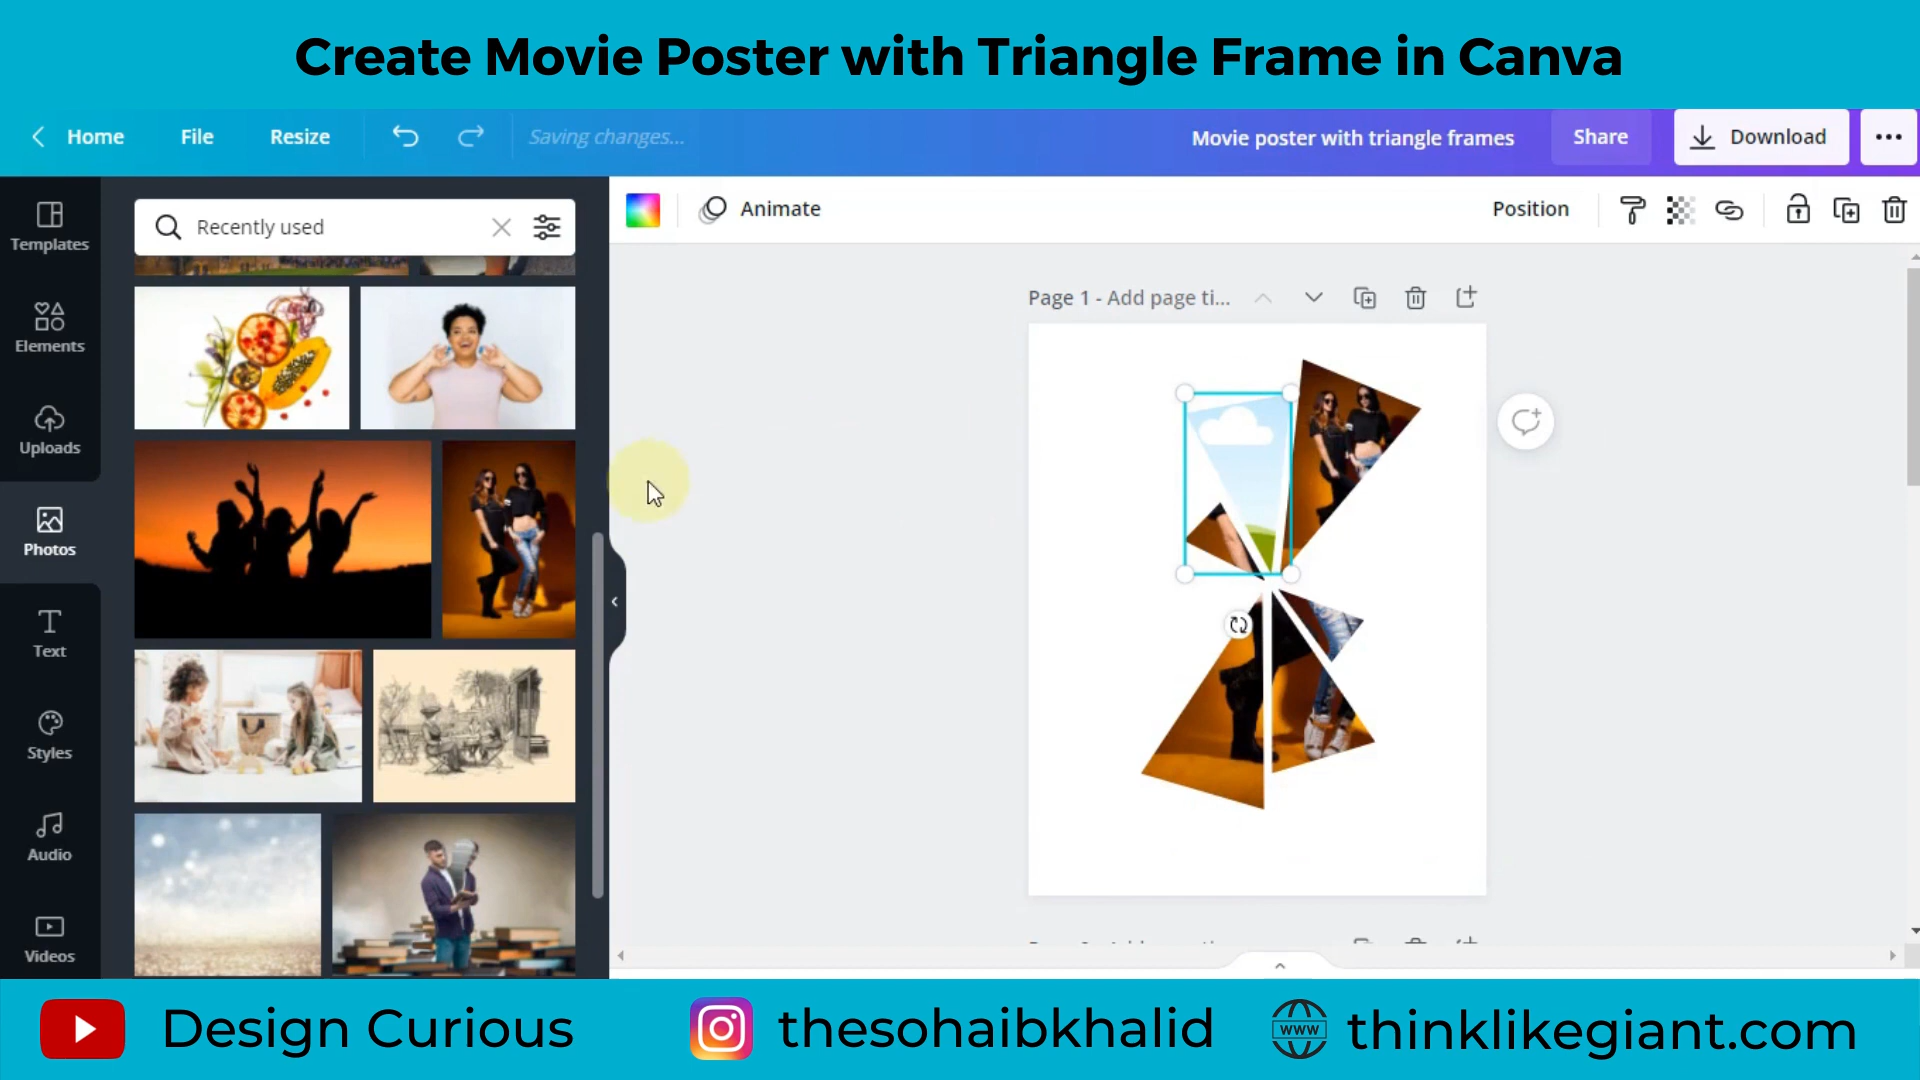 Create Movie Poster with Triangle Frame in Canva
Home File Resize Saving changes... Movie poster with triangle frames Share Download
Recently used Animate Position
Templates
Elements
Uploads
Photos
Text
Styles
Audio
Videos
Page 1 - Add page ti...
Design Curious thesohaibkhalid www thinklikegiant.com